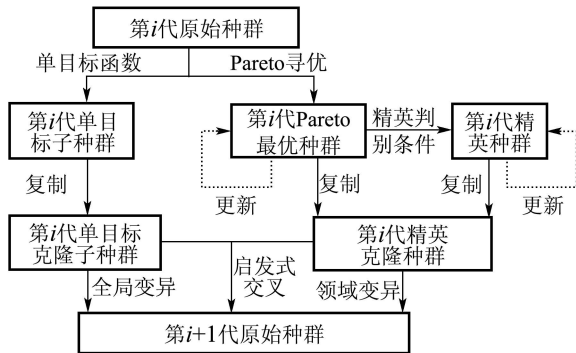 第i代原始种群
单目标函数
Pareto寻优
第i代单目
标子种群
第i代Pareto
最优种群
精英判
别条件
第i代精
英种群
复制
更新
复制
复制
更新
第i代单目标
克隆子种群
第i代精英
克隆种群
全局变异
启发式
交叉
领域变异
第i+1代原始种群